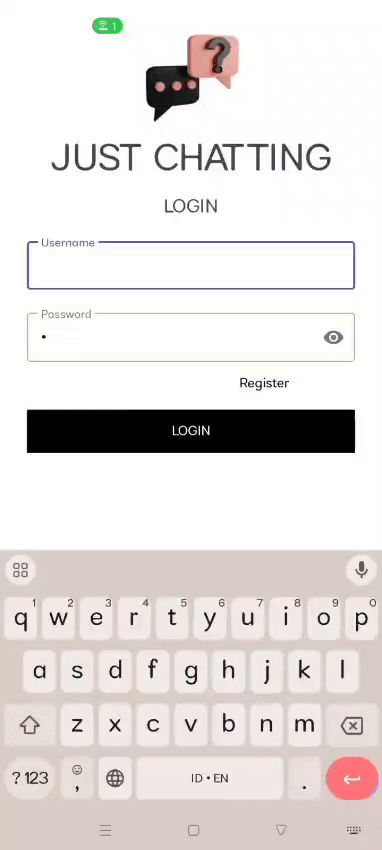 1
?
JUST CHATTING
LOGIN
Username
Password
•
Register
LOGIN
1 2 3 4 5 6 7 8 9 0
q w e r t y u i o p
a s d f g h j k l
z x c v b n m
?123 , ID • EN .